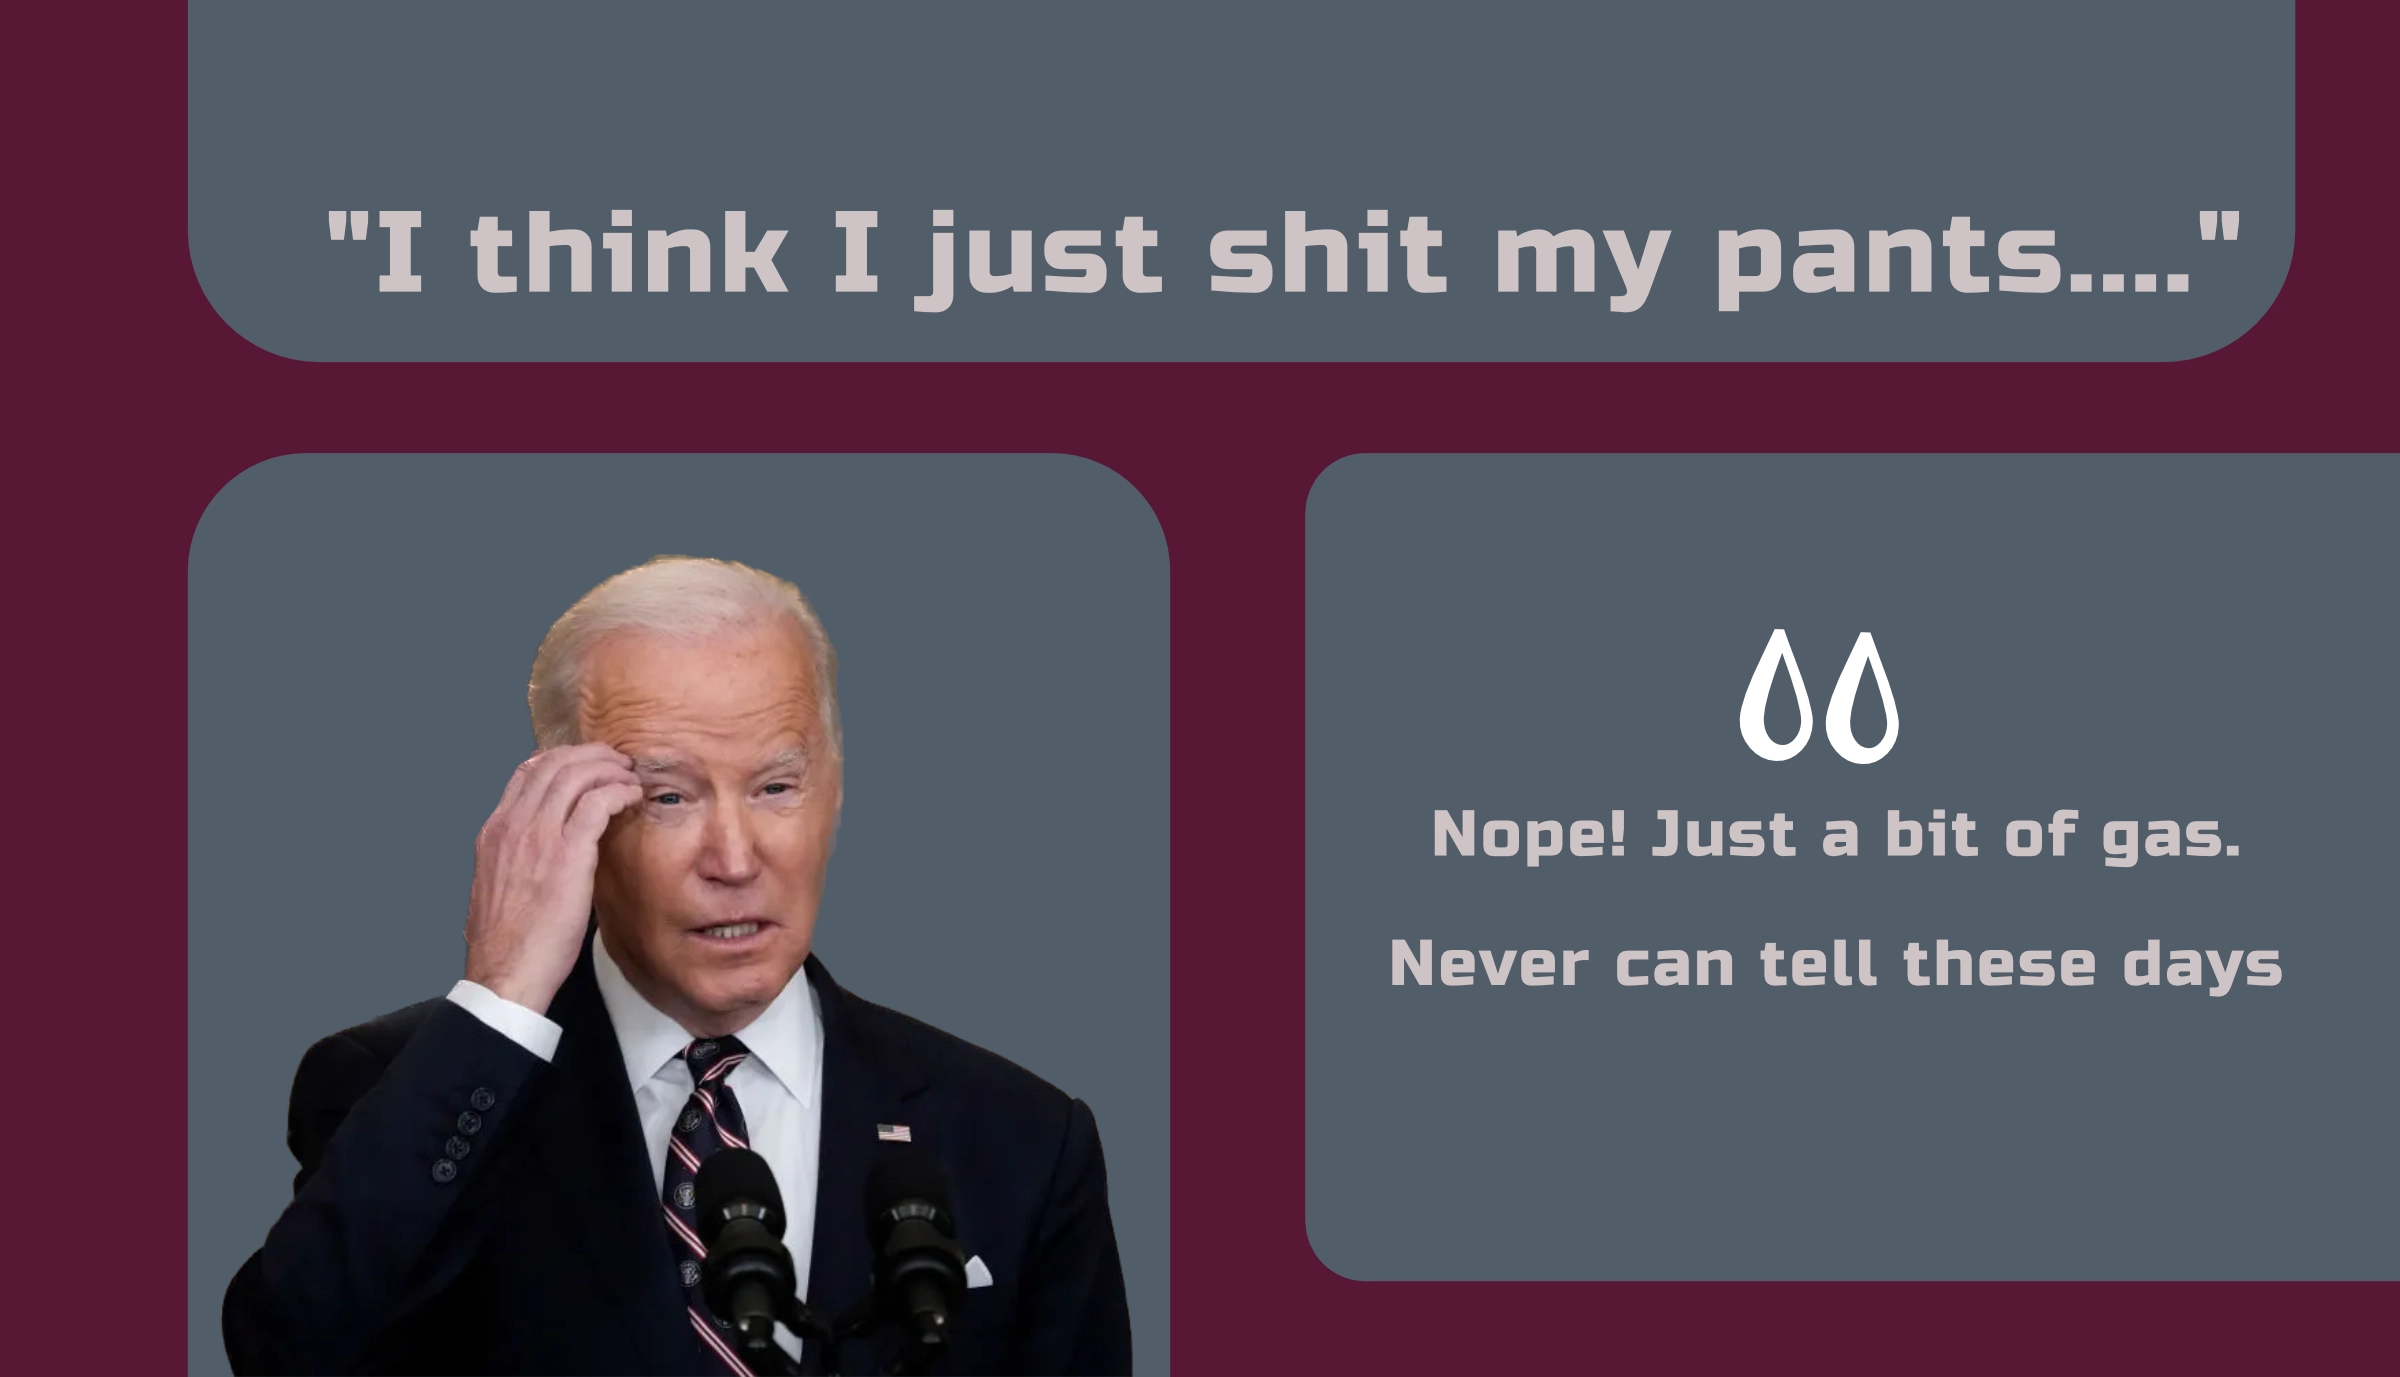 "I think I just shit my pants...."
Nope! Just a bit of gas.
Never can tell these days